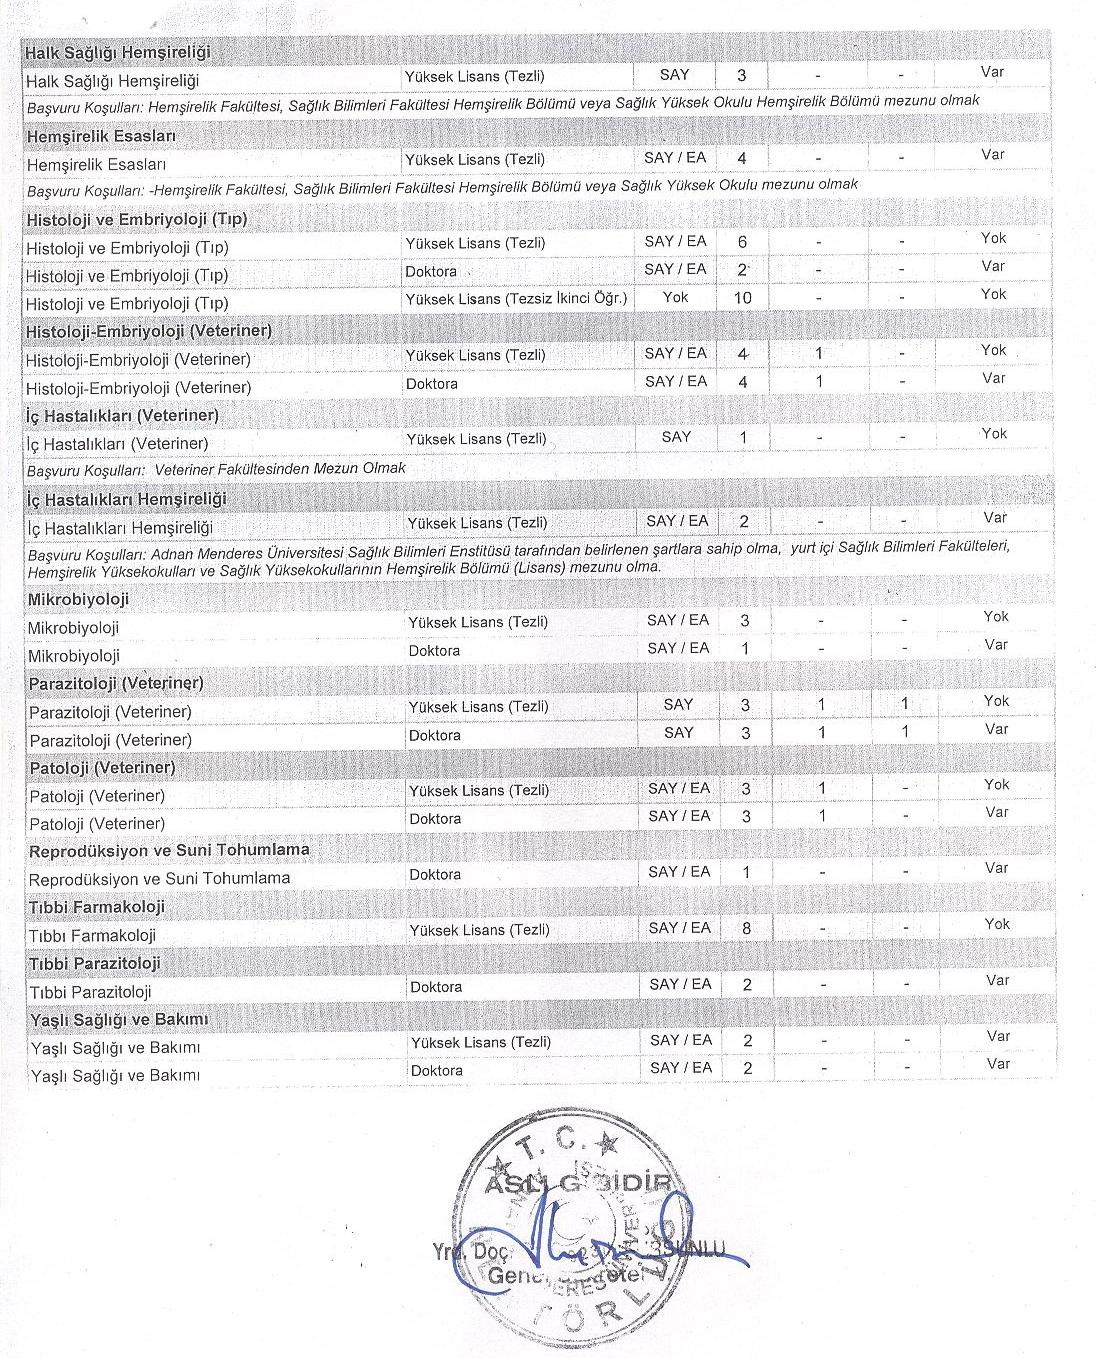 Halk Sağlığı Hemşireliği
Halk Sağlığı Hemşireliği Yüksek Lisans (Tezli) SAY 3 - - Var
Başvuru Koşulları: Hemşirelik Fakültesi, Sağlık Bilimleri Fakültesi Hemşirelik Bölümü veya Sağlık Yüksek Okulu Hemşirelik Bölümü mezunu olmak
Hemşirelik Esasları
Hemşirelik Esasları Yüksek Lisans (Tezli) SAY / EA 4 - - Var
Başvuru Koşulları: -Hemşirelik Fakültesi, Sağlık Bilimleri Fakültesi Hemşirelik Bölümü veya Sağlık Yüksek Okulu mezunu olmak
Histoloji ve Embriyoloji (Tıp)
Histoloji ve Embriyoloji (Tıp) Yüksek Lisans (Tezli) SAY / EA 6 - - Yok
Histoloji ve Embriyoloji (Tıp) Doktora SAY / EA 2 - - Var
Histoloji ve Embriyoloji (Tıp) Yüksek Lisans (Tezsiz İkinci Öğr.) Yok 10 - - Yok
Histoloji-Embriyoloji (Veteriner)
Histoloji-Embriyoloji (Veteriner) Yüksek Lisans (Tezli) SAY / EA 4 1 - Yok
Histoloji-Embriyoloji (Veteriner) Doktora SAY / EA 4 1 - Var
İç Hastalıkları (Veteriner)
İç Hastalıkları (Veteriner) Yüksek Lisans (Tezli) SAY 1 - - Yok
Başvuru Koşulları: Veteriner Fakültesinden Mezun Olmak
İç Hastalıkları Hemşireliği
İç Hastalıkları Hemşireliği Yüksek Lisans (Tezli) SAY / EA 2 - - Var
Başvuru Koşulları: Adnan Menderes Üniversitesi Sağlık Bilimleri Enstitüsü tarafından belirlenen şartlara sahip olma, yurt içi Sağlık Bilimleri Fakülteleri,
Hemşirelik Yüksekokulları ve Sağlık Yüksekokullarının Hemşirelik Bölümü (Lisans) mezunu olma.
Mikrobiyoloji
Mikrobiyoloji Yüksek Lisans (Tezli) SAY / EA 3 - - Yok
Mikrobiyoloji Doktora SAY / EA 1 - - Var
Parazitoloji (Veteriner)
Parazitoloji (Veteriner) Yüksek Lisans (Tezli) SAY 3 1 1 Yok
Parazitoloji (Veteriner) Doktora SAY 3 1 1 Var
Patoloji (Veteriner)
Patoloji (Veteriner) Yüksek Lisans (Tezli) SAY / EA 3 1 - Yok
Patoloji (Veteriner) Doktora SAY / EA 3 1 - Var
Reprodüksiyon ve Suni Tohumlama
Reprodüksiyon ve Suni Tohumlama Doktora SAY / EA 1 - - Var
Tıbbi Farmakoloji
Tıbbı Farmakoloji Yüksek Lisans (Tezli) SAY / EA 8 - - Yok
Tıbbi Parazitoloji
Tıbbi Parazitoloji Doktora SAY / EA 2 - - Var
Yaşlı Sağlığı ve Bakımı
Yaşlı Sağlığı ve Bakımı Yüksek Lisans (Tezli) SAY / EA 2 - - Var
Yaşlı Sağlığı ve Bakımı Doktora SAY / EA 2 - - Var
T. C.
ASLI GİBİDİR
Yrd. Doç.